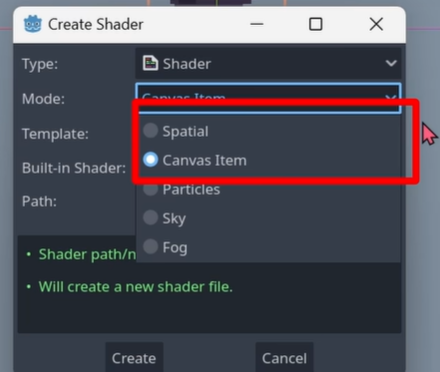 Create Shader
Type: Shader
Mode: Canvas Item
Template:
Spatial
Canvas Item
Built-in Shader:
Particles
Path:
Sky
Fog
• Shader path/n
• Will create a new shader file.
Create Cancel